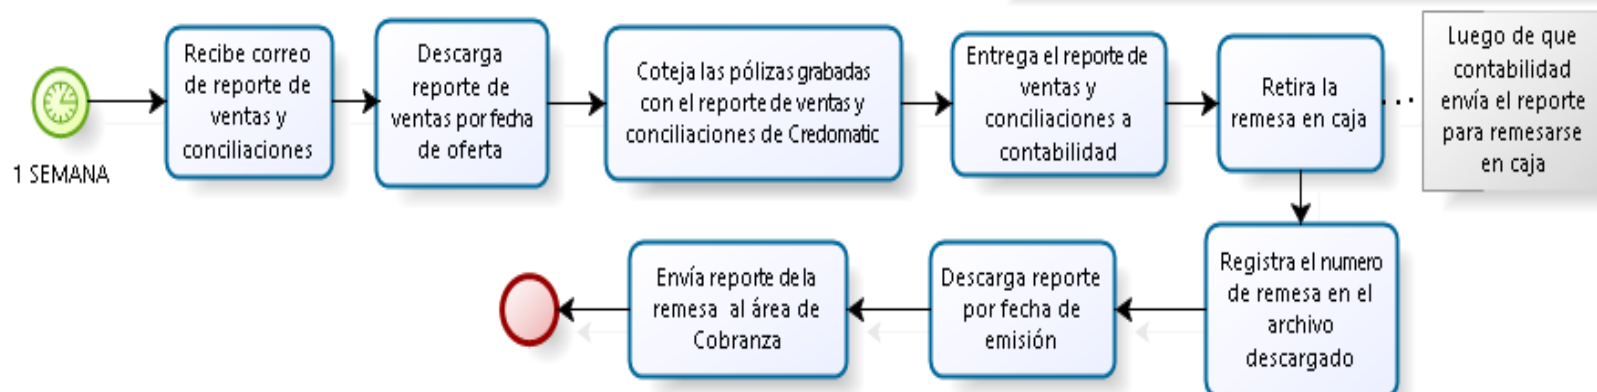 1 SEMANA
Recibe correo
de reporte de
ventas y
conciliaciones
Descarga
reporte de
ventas por fecha
de oferta
Coteja las pólizas grabadas
con el reporte de ventas y
conciliaciones de Credomatic
Entrega el reporte de
ventas y
conciliaciones a
contabilidad
Retira la
remesa en caja
Luego de que
contabilidad
envía el reporte
para remesarse
en caja
Registra el numero
de remesa en el
archivo
descargado
Descarga reporte
por fecha de
emisión
Envía reporte de la
remesa al área de
Cobranza